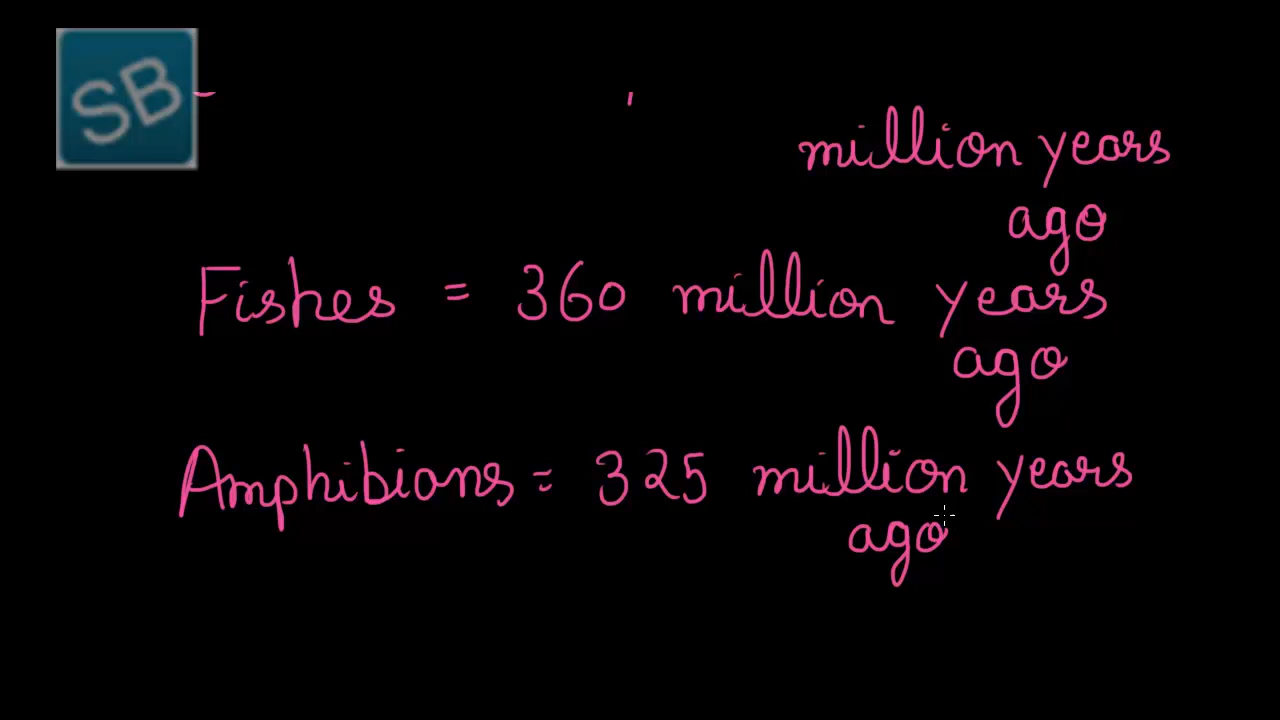 SB
million years
ago
Fishes = 360 million years
ago
Amphibians = 325 million years
ago